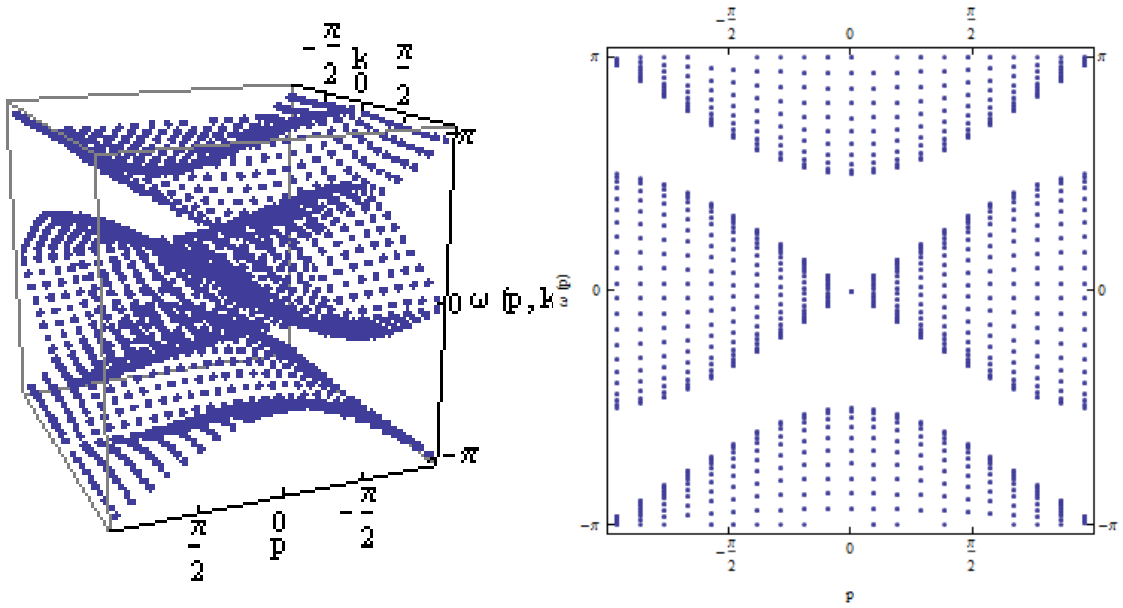 -π/2 k π/2
0
π
0 ω (p, k
-π
π/2 0 -π/2
p
-π/2 0 π/2
π π
0 ω (p) 0
-π -π
-π/2 0 π/2
p